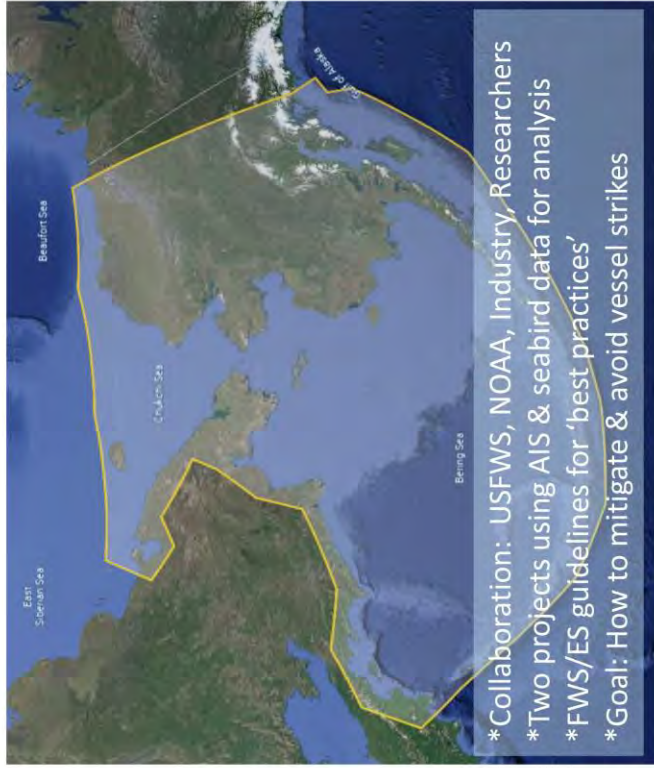 Beaufort Sea
East
Siberian Sea
Chukchi Sea
Gulf of Alaska
Bering Sea
*Collaboration: USFWS, NOAA, Industry, Researchers
*Two projects using AIS & seabird data for analysis
*FWS/ES guidelines for ‘best practices’
*Goal: How to mitigate & avoid vessel strikes